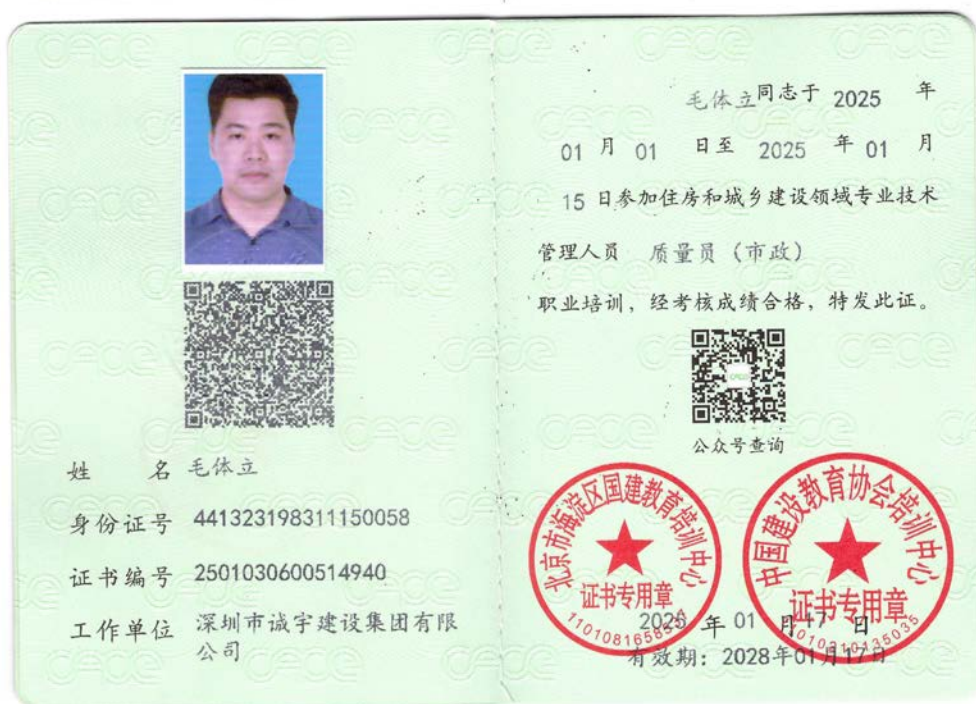 姓 名 毛体立
身份证号 441323198311150058
证书编号 2501030600514940
工作单位 深圳市诚宇建设集团有限
公司
毛体立同志于 2025 年
01 月 01 日至 2025 年 01 月
15 日参加住房和城乡建设领域专业技术
管理人员 质量员（市政）
职业培训，经考核成绩合格，特发此证。
公众号查询
北京市海淀区国建教育培训中心
证书专用章
中国建设教育协会培训中心
证书专用章
2025 年 01 月 17 日
有效期：2028年01月17日